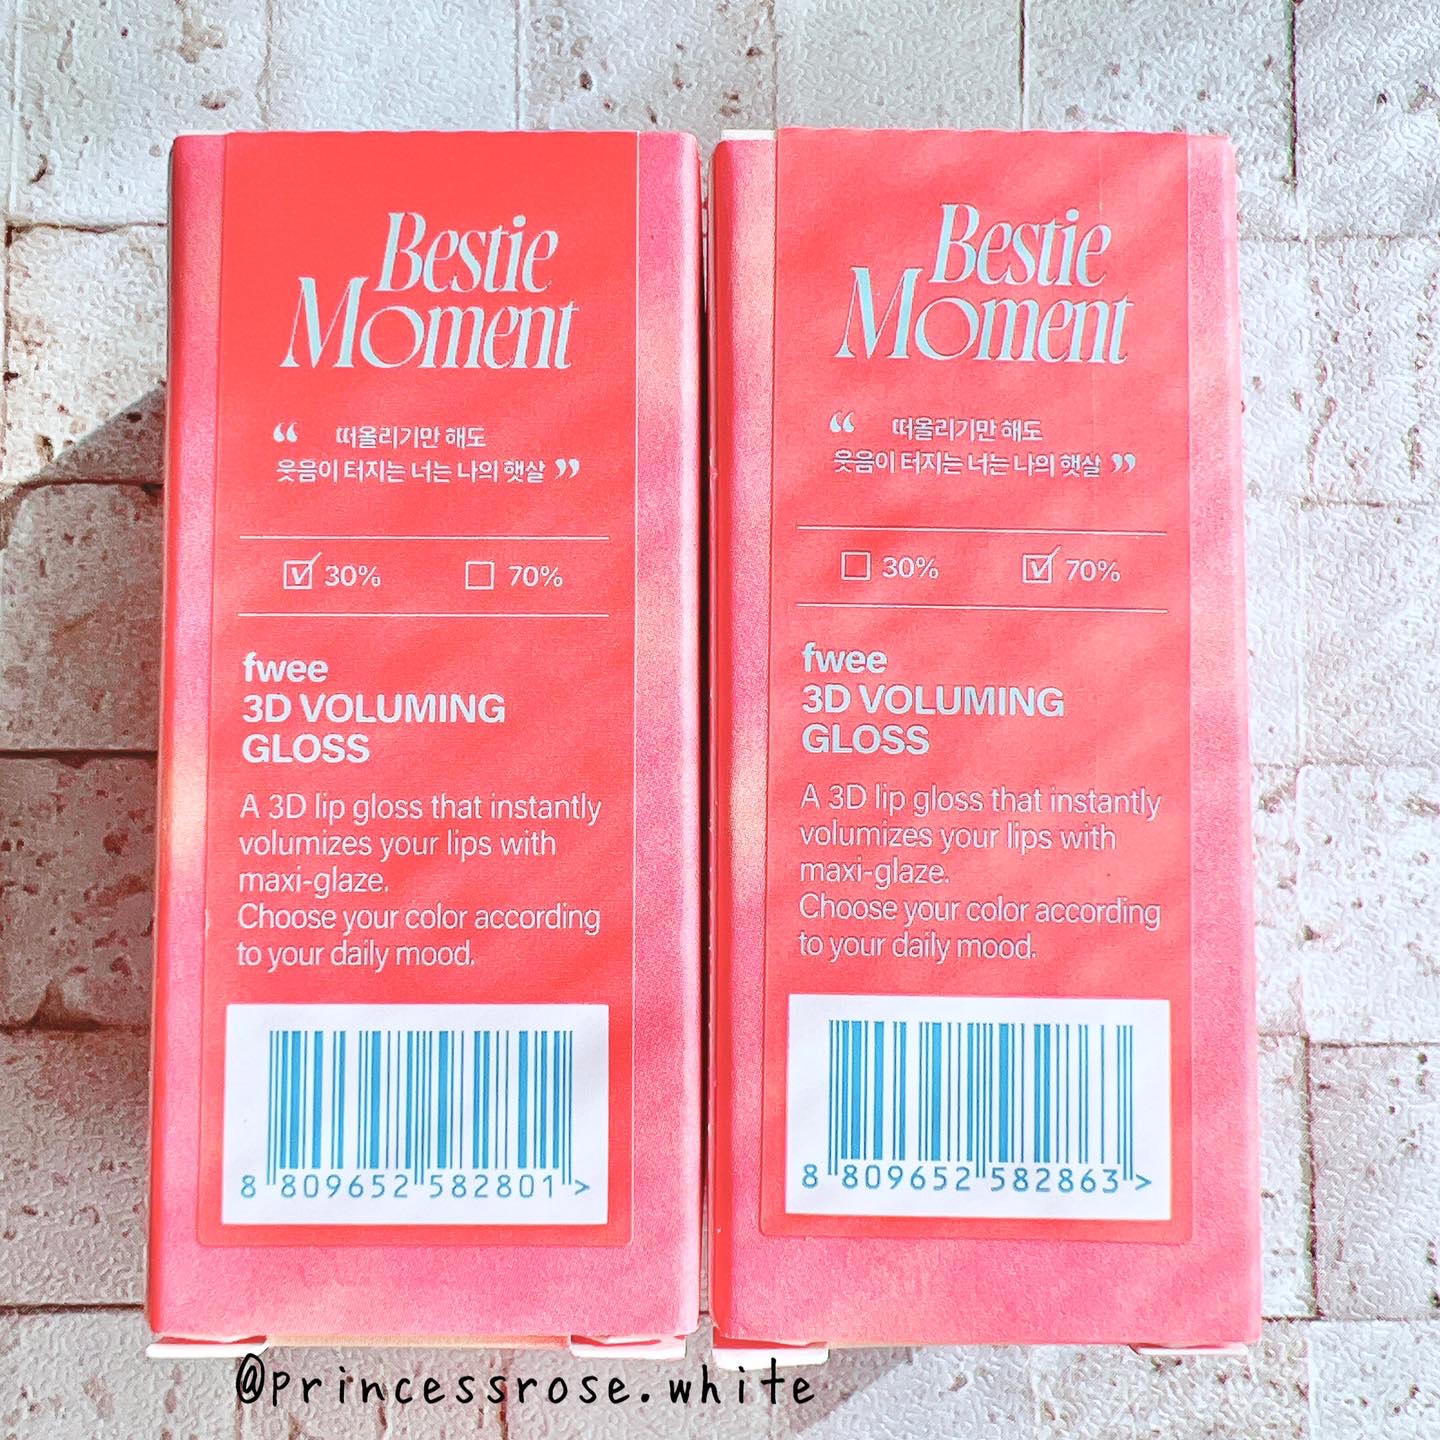 Bestie
Moment
“ 떠올리기만 해도
웃음이 터지는 너는 나의 햇살 ”
☑ 30% ☐ 70%
fwee
3D VOLUMING
GLOSS
A 3D lip gloss that instantly
volumizes your lips with
maxi-glaze.
Choose your color according
to your daily mood.
8 809652 582801 >
Bestie
Moment
“ 떠올리기만 해도
웃음이 터지는 너는 나의 햇살 ”
☐ 30% ☑ 70%
fwee
3D VOLUMING
GLOSS
A 3D lip gloss that instantly
volumizes your lips with
maxi-glaze.
Choose your color according
to your daily mood.
8 809652 582863 >
@princessrose.white